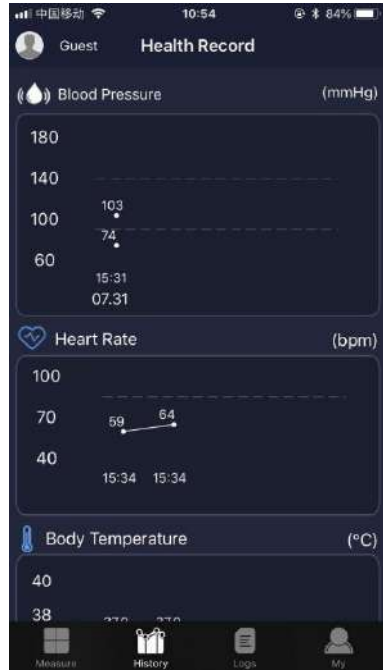 中国移动 10:54 84%
Guest Health Record
Blood Pressure (mmHg)
180
140
103
100
74
60
15:31
07.31
Heart Rate (bpm)
100
70 59 64
40
15:34 15:34
Body Temperature (°C)
40
38
Measure History Logs My